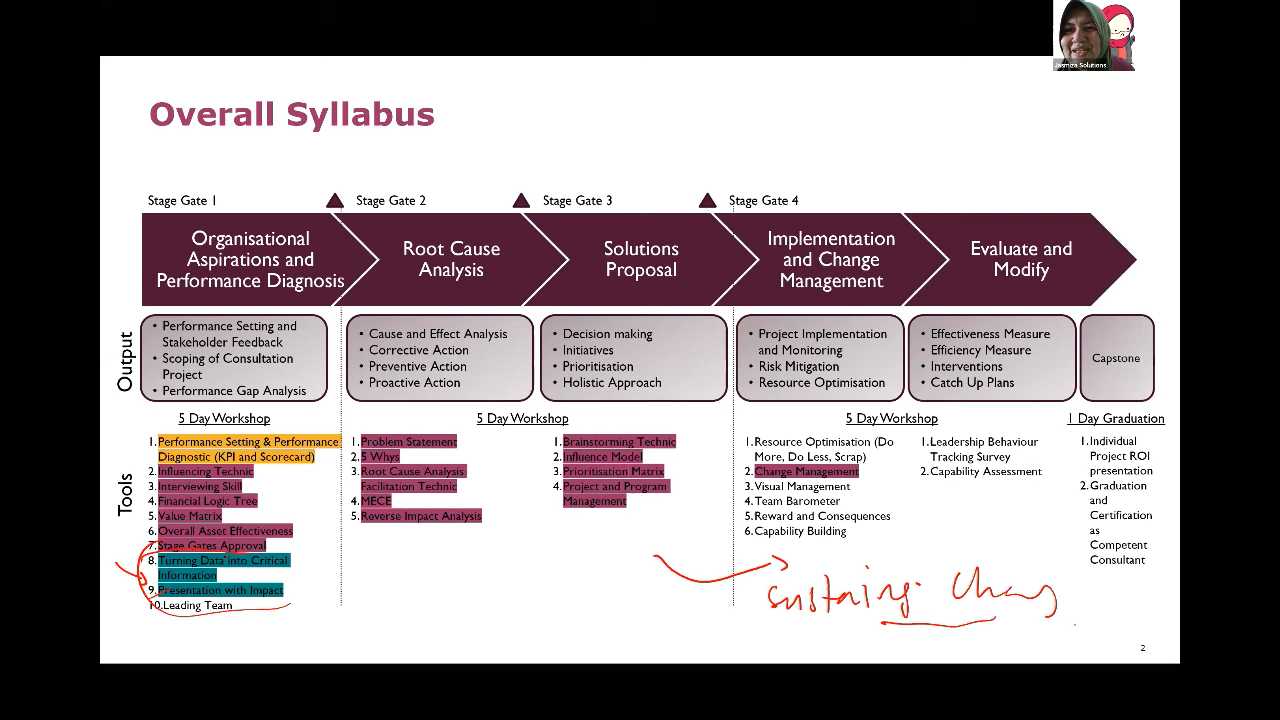 Jasmiza Solutions
Overall Syllabus
Stage Gate 1
Stage Gate 2
Stage Gate 3
Stage Gate 4
Organisational
Aspirations and
Performance Diagnosis
Root Cause
Analysis
Solutions
Proposal
Implementation
and Change
Management
Evaluate and
Modify
Output
• Performance Setting and
Stakeholder Feedback
• Scoping of Consultation
Project
• Performance Gap Analysis
• Cause and Effect Analysis
• Corrective Action
• Preventive Action
• Proactive Action
• Decision making
• Initiatives
• Prioritisation
• Holistic Approach
• Project Implementation
and Monitoring
• Risk Mitigation
• Resource Optimisation
• Effectiveness Measure
• Efficiency Measure
• Interventions
• Catch Up Plans
Capstone
Tools
5 Day Workshop
1. Performance Setting & Performance
Diagnostic (KPI and Scorecard)
2. Influencing Technic
3. Interviewing Skill
4. Financial Logic Tree
5. Value Matrix
6. Overall Asset Effectiveness
7. Stage Gates Approval
8. Turning Data into Critical
Information
9. Presentation with Impact
10. Leading Team
5 Day Workshop
1. Problem Statement
2. 5 Whys
3. Root Cause Analysis
Facilitation Technic
4. MECE
5. Reverse Impact Analysis
1. Brainstorming Technic
2. Influence Model
3. Prioritisation Matrix
4. Project and Program
Management
5 Day Workshop
1. Resource Optimisation (Do
More, Do Less, Scrap)
2. Change Management
3. Visual Management
4. Team Barometer
5. Reward and Consequences
6. Capability Building
1. Leadership Behaviour
Tracking Survey
2. Capability Assessment
1 Day Graduation
1. Individual
Project ROI
presentation
2. Graduation
and
Certification
as
Competent
Consultant
sustaining
2